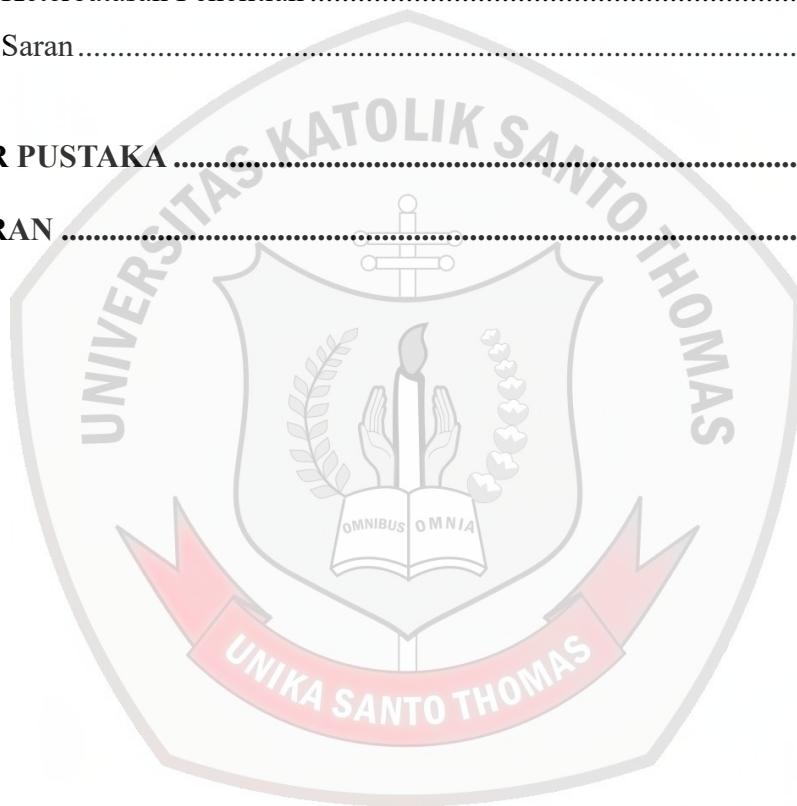 Saran ........................................................
R PUSTAKA ........................................................
RAN ........................................................
UNIVERSITAS KATOLIK SANTO THOMAS
OMNIBUS OMNIA
UNIKA SANTO THOMAS